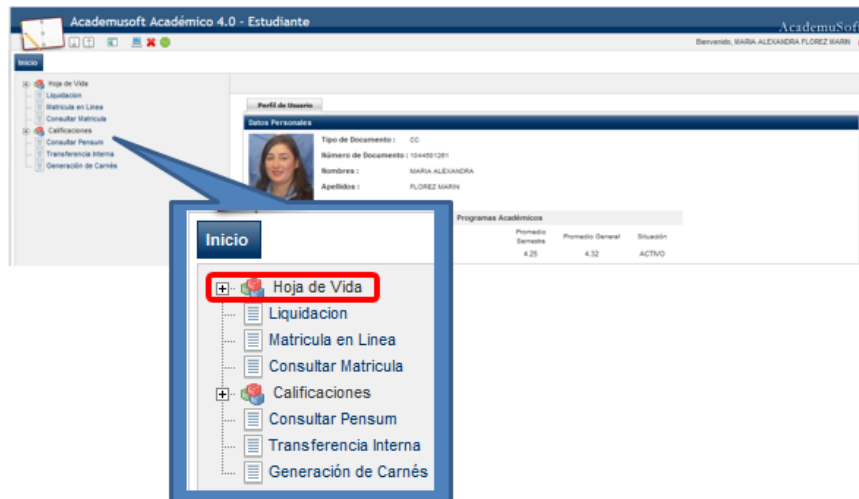 Academusoft Académico 4.0 - Estudiante
AcademuSoft
Bienvenido, MARIA ALEXANDRA FLOREZ MARIN
Inicio
Hoja de Vida
Liquidacion
Matricula en Linea
Consultar Matricula
Calificaciones
Consultar Pensum
Transferencia Interna
Generación de Carnés
Perfil de Usuario
Datos Personales
Tipo de Documento : CC
Número de Documento : 1044501281
Nombres : MARIA ALEXANDRA
Apellidos : FLOREZ MARIN
Programas Académicos
Promedio Semestre Promedio General Situación
4.25 4.32 ACTIVO
Inicio
Hoja de Vida
Liquidacion
Matricula en Linea
Consultar Matricula
Calificaciones
Consultar Pensum
Transferencia Interna
Generación de Carnés